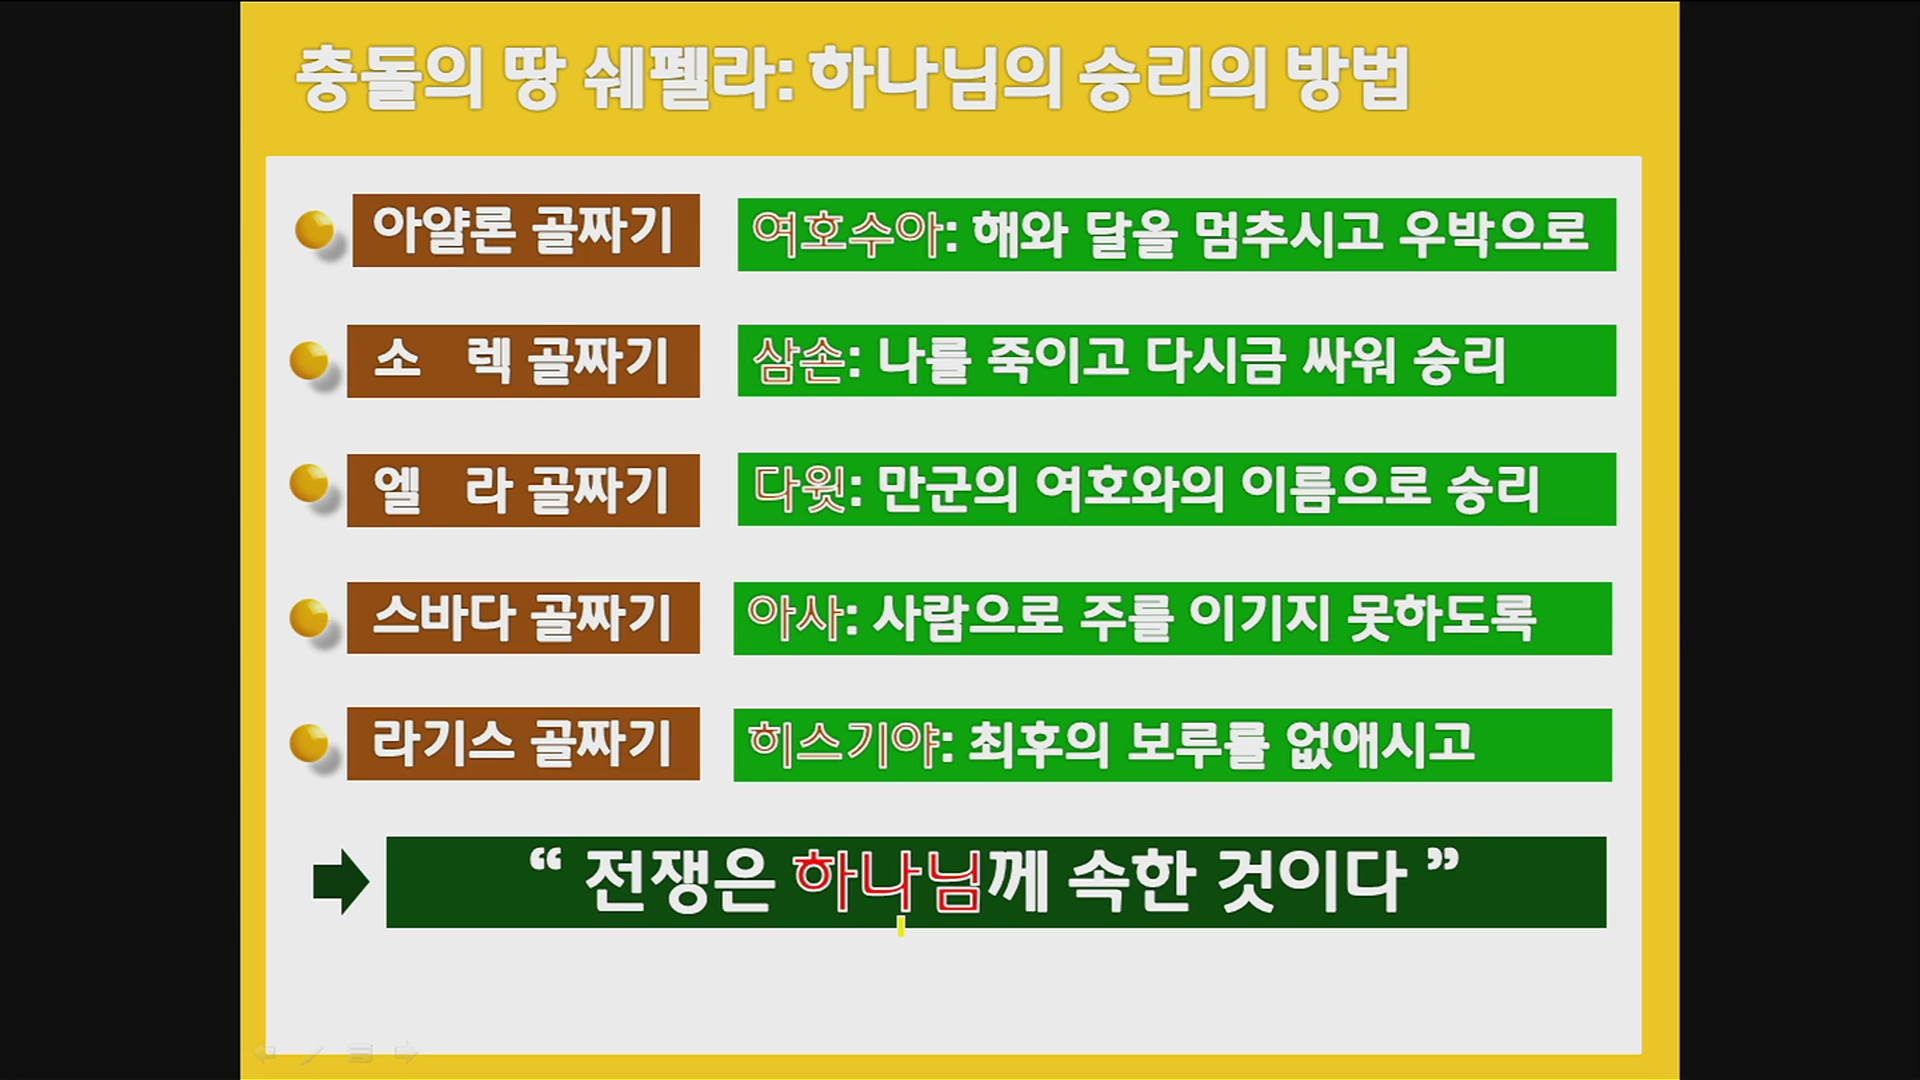 충돌의 땅 쉐펠라: 하나님의 승리의 방법
아얄론 골짜기 여호수아: 해와 달을 멈추시고 우박으로
소 렉 골짜기 삼손: 나를 죽이고 다시금 싸워 승리
엘 라 골짜기 다윗: 만군의 여호와의 이름으로 승리
스바다 골짜기 아사: 사람으로 주를 이기지 못하도록
라기스 골짜기 히스기야: 최후의 보루를 없애시고
“ 전쟁은 하나님께 속한 것이다 ”